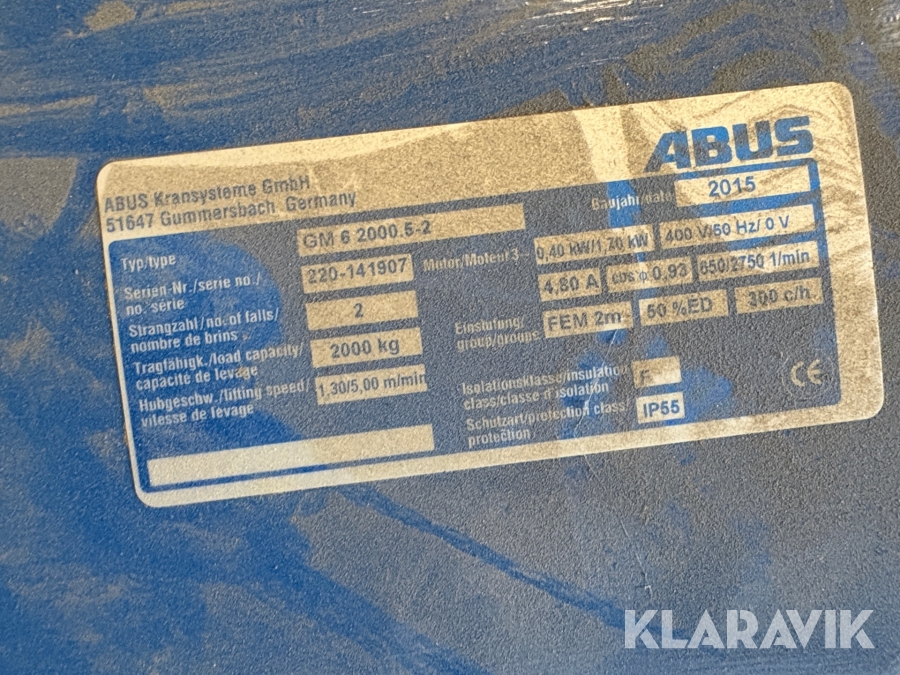 ABUS
ABUS Kransysteme GmbH
51647 Gummersbach Germany
Baujahr/date 2015
Typ/type GM 6 2000.5-2
Serien-Nr./serie no./
no. série 220-141907
Motor/Moteur 3~ 0,40 kW/1,70 kW 400 V/50 Hz/ 0 V
4,80 A cos φ 0,93 650/2750 1/min
Strangzahl/no. of falls/
nombre de brins 2
Einstufung/
group/groups FEM 2m 50 %ED 300 c/h
Tragfähigk./load capacity/
capacite de levage 2000 kg
Hubgeschw./lifting speed/
vitesse de levage 1,30/5,00 m/min
Isolationsklasse/insulation
class/classe d'isolation F
Schutzart/protection class
protection IP55
CE
KLARAVIK